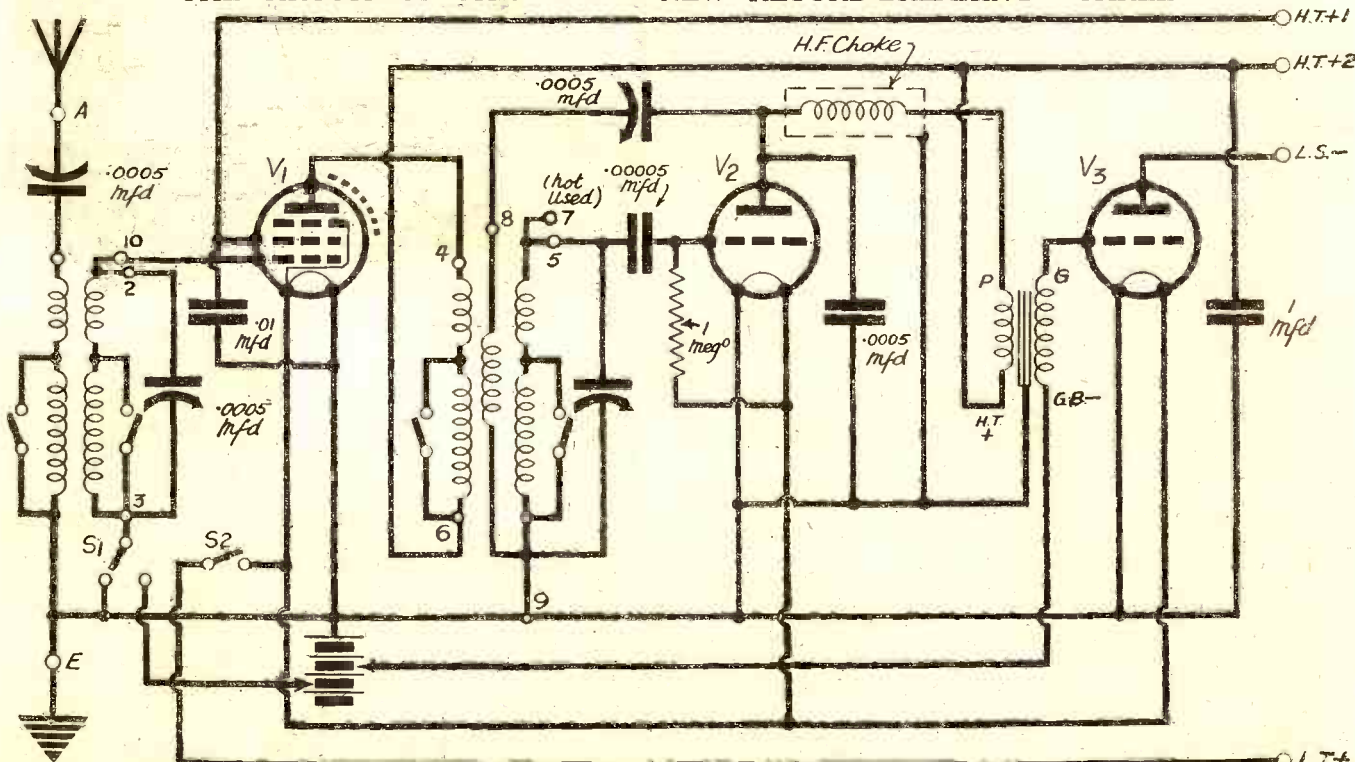 H.T.+1
H.F. Choke
H.T.+2
.0005
mfd
A
L.S.-
V1
.0005
mfd
(not
Used)
7
.00005
mfd
V2
V3
8
5
10
2
4
P
G
.01
mfd
1
meg°
.0005
mfd
1
mfd
.0005
mfd
G.B-
H.T.
+
3
6
S1
S2
9
E
L.T+